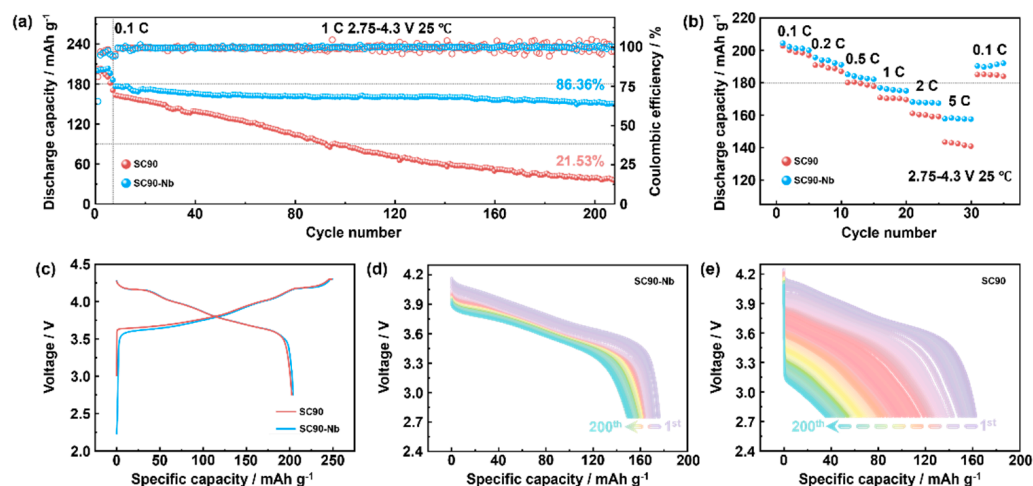 (a)
0.1 C
1 C 2.75-4.3 V 25 ℃
86.36%
21.53%
SC90
SC90-Nb
Discharge capacity / mAh g-1
240
180
120
60
0
Coulombic efficiency / %
100
75
50
25
0
0 40 80 120 160 200
Cycle number
(b)
0.1 C
0.2 C
0.5 C
1 C
2 C
5 C
0.1 C
SC90
SC90-Nb
2.75-4.3 V 25 ℃
Discharge capacity / mAh g-1
220
200
180
160
140
120
100
0 10 20 30
Cycle number
(c)
SC90
SC90-Nb
Voltage / V
4.5
4.0
3.5
3.0
2.5
2.0
0 50 100 150 200 250
Specific capacity / mAh g-1
(d)
SC90-Nb
200th
1st
Voltage / V
4.2
3.9
3.6
3.3
3.0
2.7
2.4
0 40 80 120 160 200
Specific capacity / mAh g-1
(e)
SC90
200th
1st
Voltage / V
4.2
3.9
3.6
3.3
3.0
2.7
2.4
0 40 80 120 160 200
Specific capacity / mAh g-1